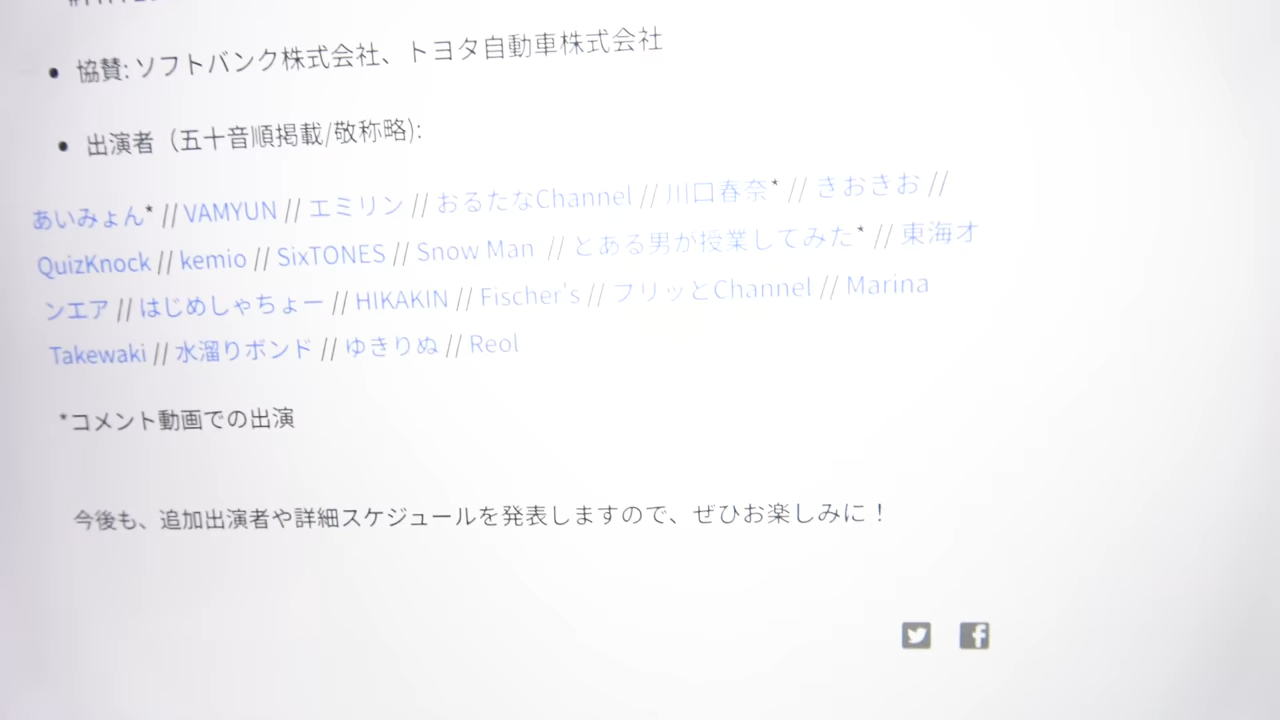 • 協賛: ソフトバンク株式会社、トヨタ自動車株式会社
• 出演者（五十音順掲載/敬称略):
あいみょん* // VAMYUN // エミリン // おるたなChannel // 川口春奈* // きおきお //
QuizKnock // kemio // SixTONES // Snow Man // とある男が授業してみた* // 東海オ
ンエア // はじめしゃちょー // HIKAKIN // Fischer's // フリッとChannel // Marina
Takewaki // 水溜りボンド // ゆきりぬ // Reol
*コメント動画での出演
今後も、追加出演者や詳細スケジュールを発表しますので、ぜひお楽しみに！